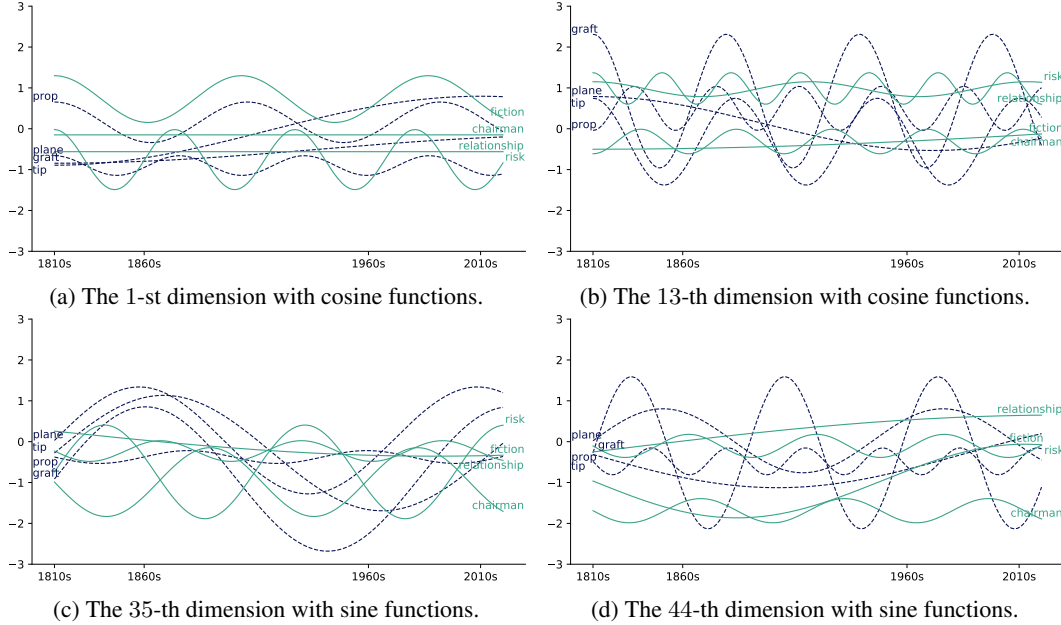 3
2
1
0
−1
−2
−3
prop
plane
graft
tip
fiction
chairman
relationship
risk
1810s 1860s 1960s 2010s
(a) The 1-st dimension with cosine functions.
3
2
1
0
−1
−2
−3
graft
plane
tip
prop
risk
relationship
fiction
chairman
1810s 1860s 1960s 2010s
(b) The 13-th dimension with cosine functions.
3
2
1
0
−1
−2
−3
plane
tip
prop
graft
risk
fiction
relationship
chairman
1810s 1860s 1960s 2010s
(c) The 35-th dimension with sine functions.
3
2
1
0
−1
−2
−3
plane
graft
prop
tip
relationship
fiction
risk
chairman
1810s 1860s 1960s 2010s
(d) The 44-th dimension with sine functions.